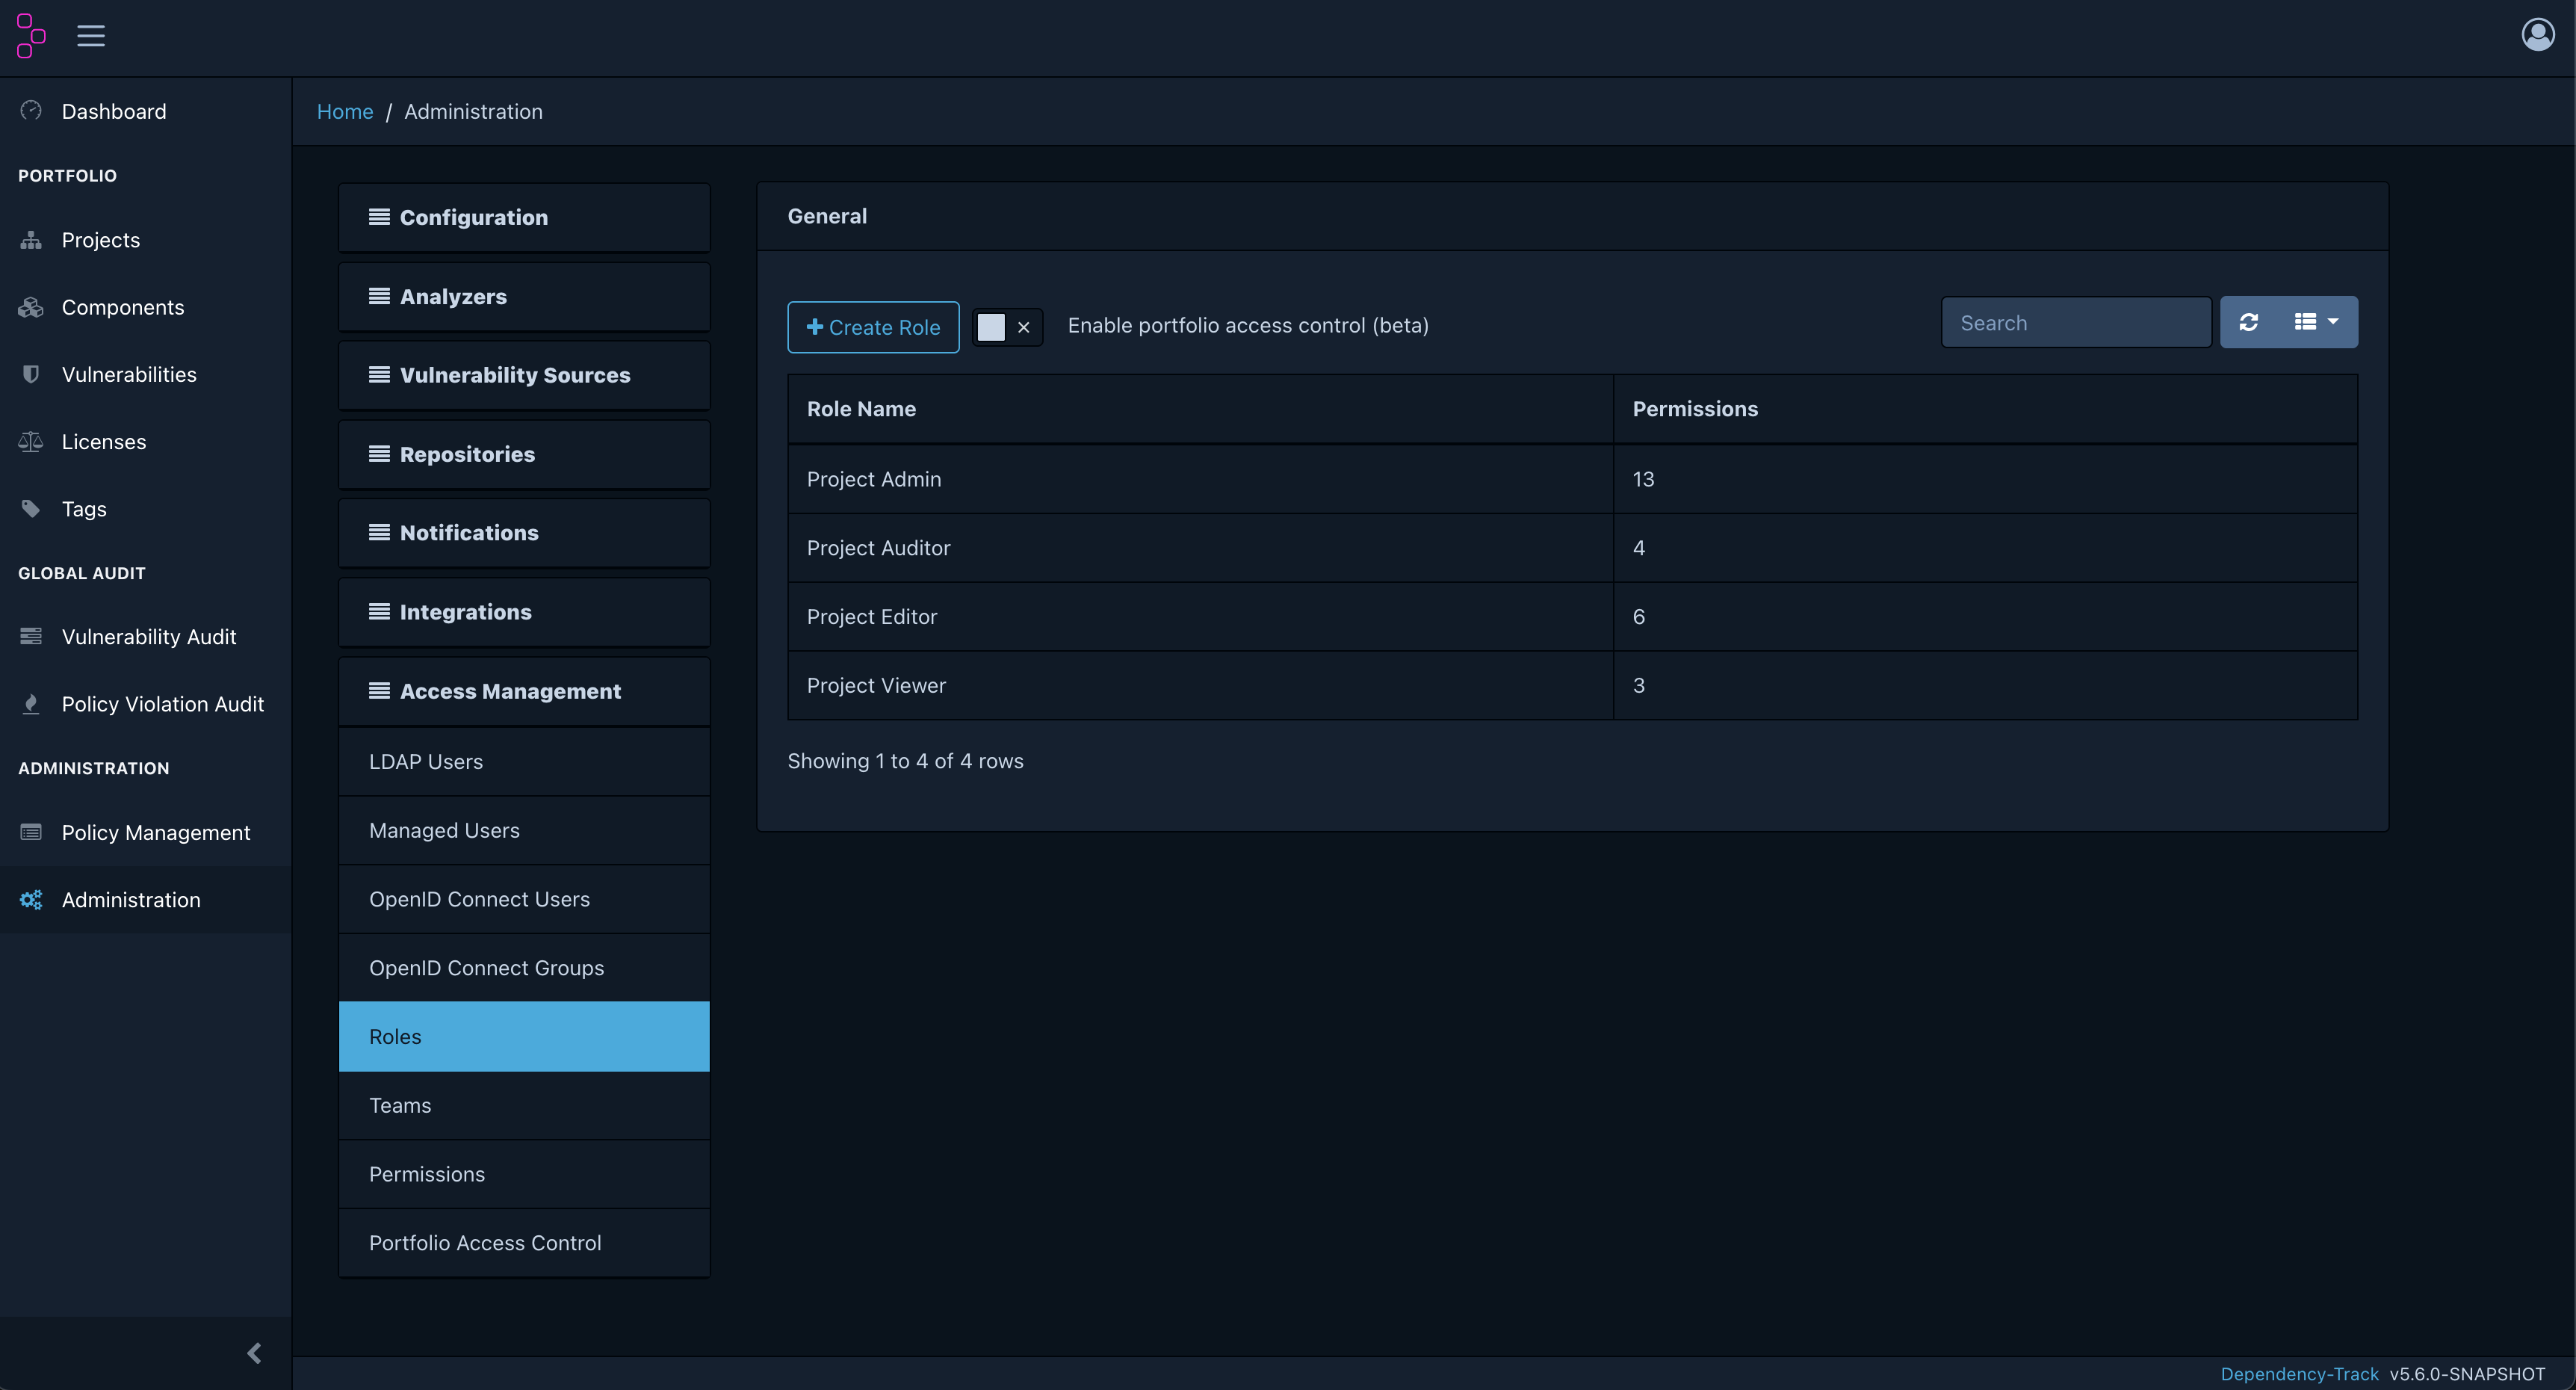 Dashboard
PORTFOLIO
Projects
Components
Vulnerabilities
Licenses
Tags
GLOBAL AUDIT
Vulnerability Audit
Policy Violation Audit
ADMINISTRATION
Policy Management
Administration
Home / Administration
Configuration
Analyzers
Vulnerability Sources
Repositories
Notifications
Integrations
Access Management
LDAP Users
Managed Users
OpenID Connect Users
OpenID Connect Groups
Roles
Teams
Permissions
Portfolio Access Control
General
Create Role
Enable portfolio access control (beta)
Search
Role Name Permissions
Project Admin 13
Project Auditor 4
Project Editor 6
Project Viewer 3
Showing 1 to 4 of 4 rows
Dependency-Track v5.6.0-SNAPSHOT